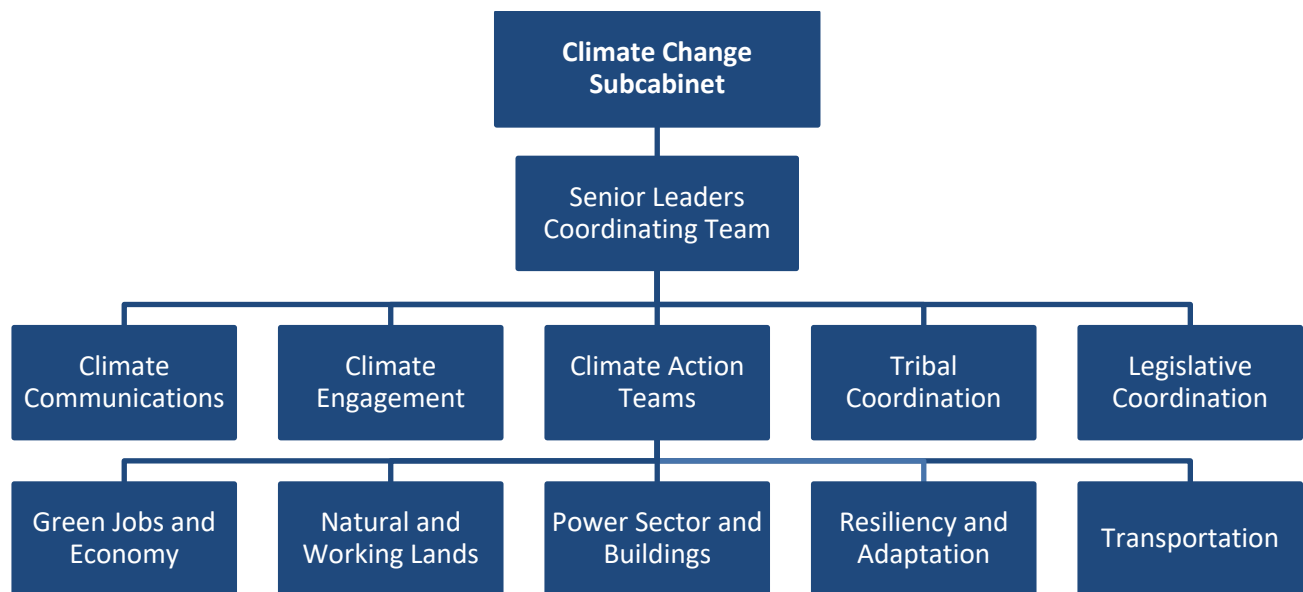 Climate Change
Subcabinet
Senior Leaders
Coordinating Team
Climate
Communications
Climate
Engagement
Climate Action
Teams
Tribal
Coordination
Legislative
Coordination
Green Jobs and
Economy
Natural and
Working Lands
Power Sector and
Buildings
Resiliency and
Adaptation
Transportation